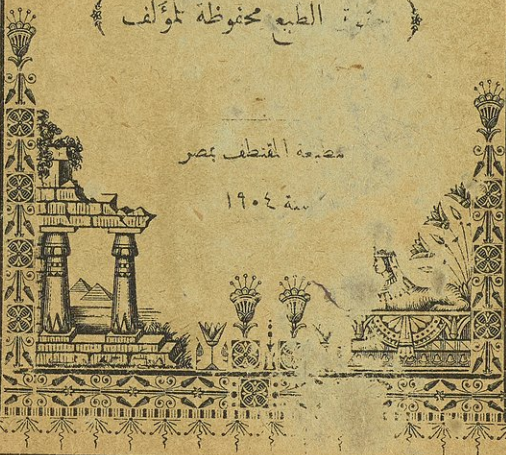 حقوق الطبع محفوظة للمؤلف
مطبعة المقتطف بمصر
سنة ١٩٠٤